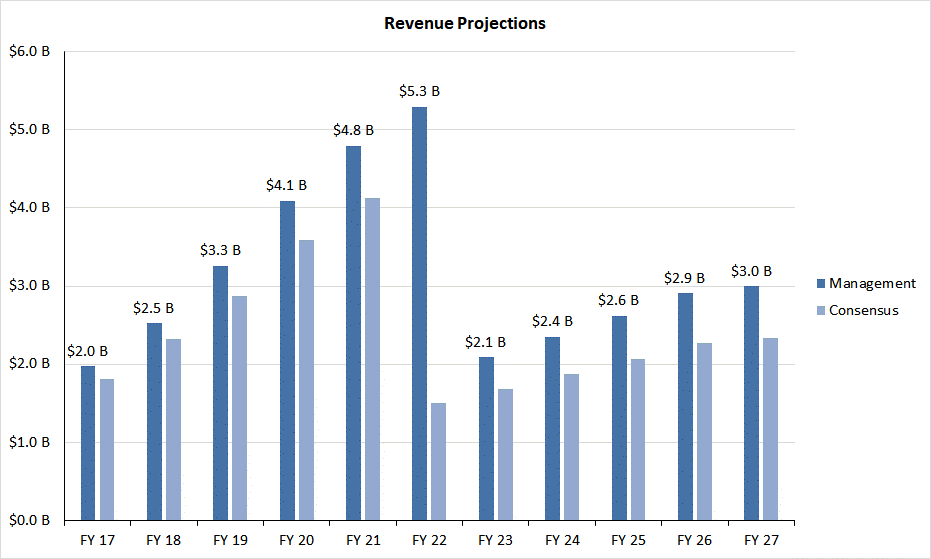 Revenue Projections
$6.0 B
$5.0 B
$4.0 B
$3.0 B
$2.0 B
$1.0 B
$0.0 B
$2.0 B
$2.5 B
$3.3 B
$4.1 B
$4.8 B
$5.3 B
$2.1 B
$2.4 B
$2.6 B
$2.9 B
$3.0 B
FY 17 FY 18 FY 19 FY 20 FY 21 FY 22 FY 23 FY 24 FY 25 FY 26 FY 27
Management
Consensus